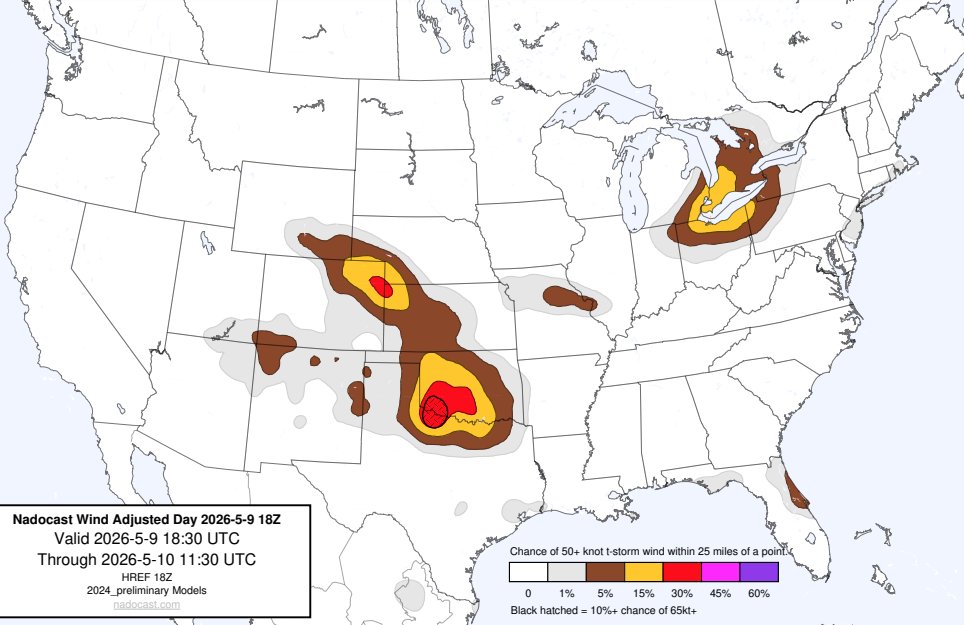 Nadocast Wind Adjusted Day 2026-5-9 18Z
Valid 2026-5-9 18:30 UTC
Through 2026-5-10 11:30 UTC
HREF 18Z
2024_preliminary Models
nadocast.com
Chance of 50+ knot t-storm wind within 25 miles of a point.
0 1% 5% 15% 30% 45% 60%
Black hatched = 10%+ chance of 65kt+